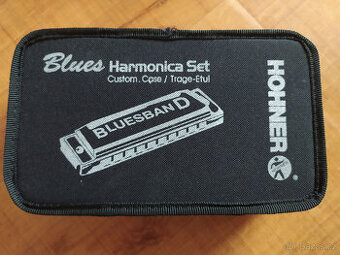 Blues Harmonica Set
Custom. Case / Trage-Etui
BLUESBAND
HOHNER